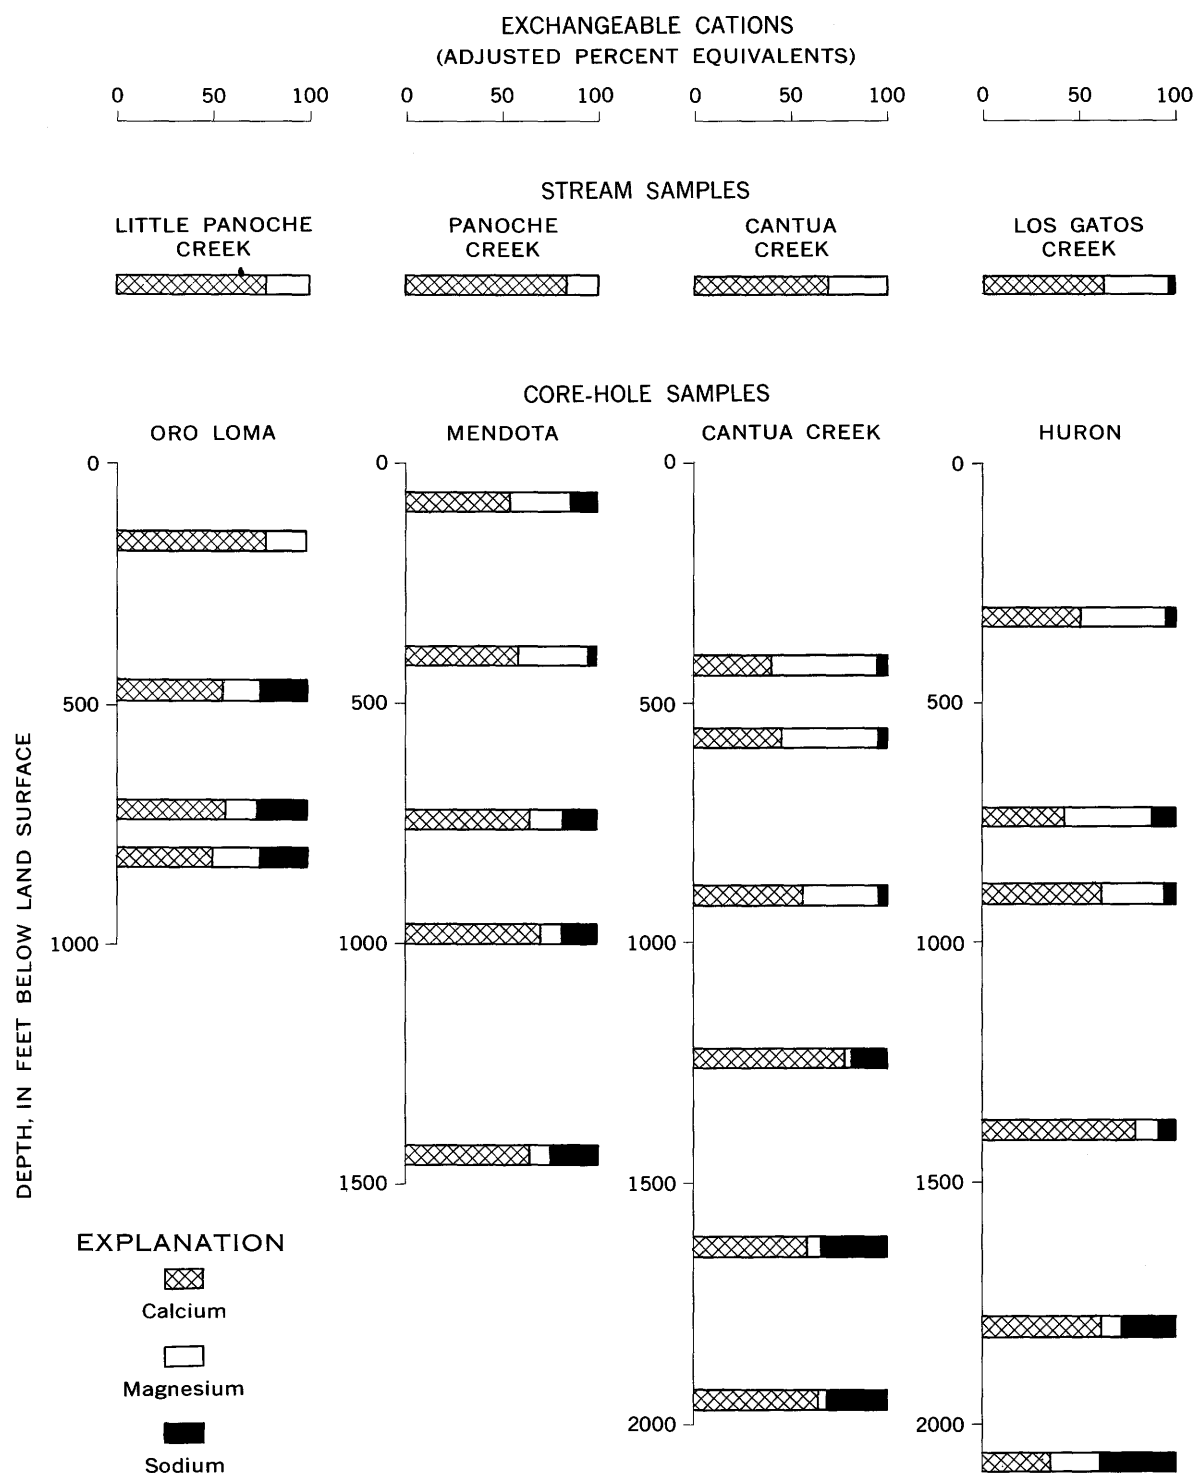 EXCHANGEABLE CATIONS
(ADJUSTED PERCENT EQUIVALENTS)
0 50 100 0 50 100 0 50 100 0 50 100
STREAM SAMPLES
LITTLE PANOCHE CREEK
PANOCHE CREEK
CANTUA CREEK
LOS GATOS CREEK
CORE-HOLE SAMPLES
ORO LOMA
MENDOTA
CANTUA CREEK
HURON
DEPTH, IN FEET BELOW LAND SURFACE
0
500
1000
0
500
1000
1500
0
500
1000
1500
2000
0
500
1000
1500
2000
EXPLANATION
Calcium
Magnesium
Sodium